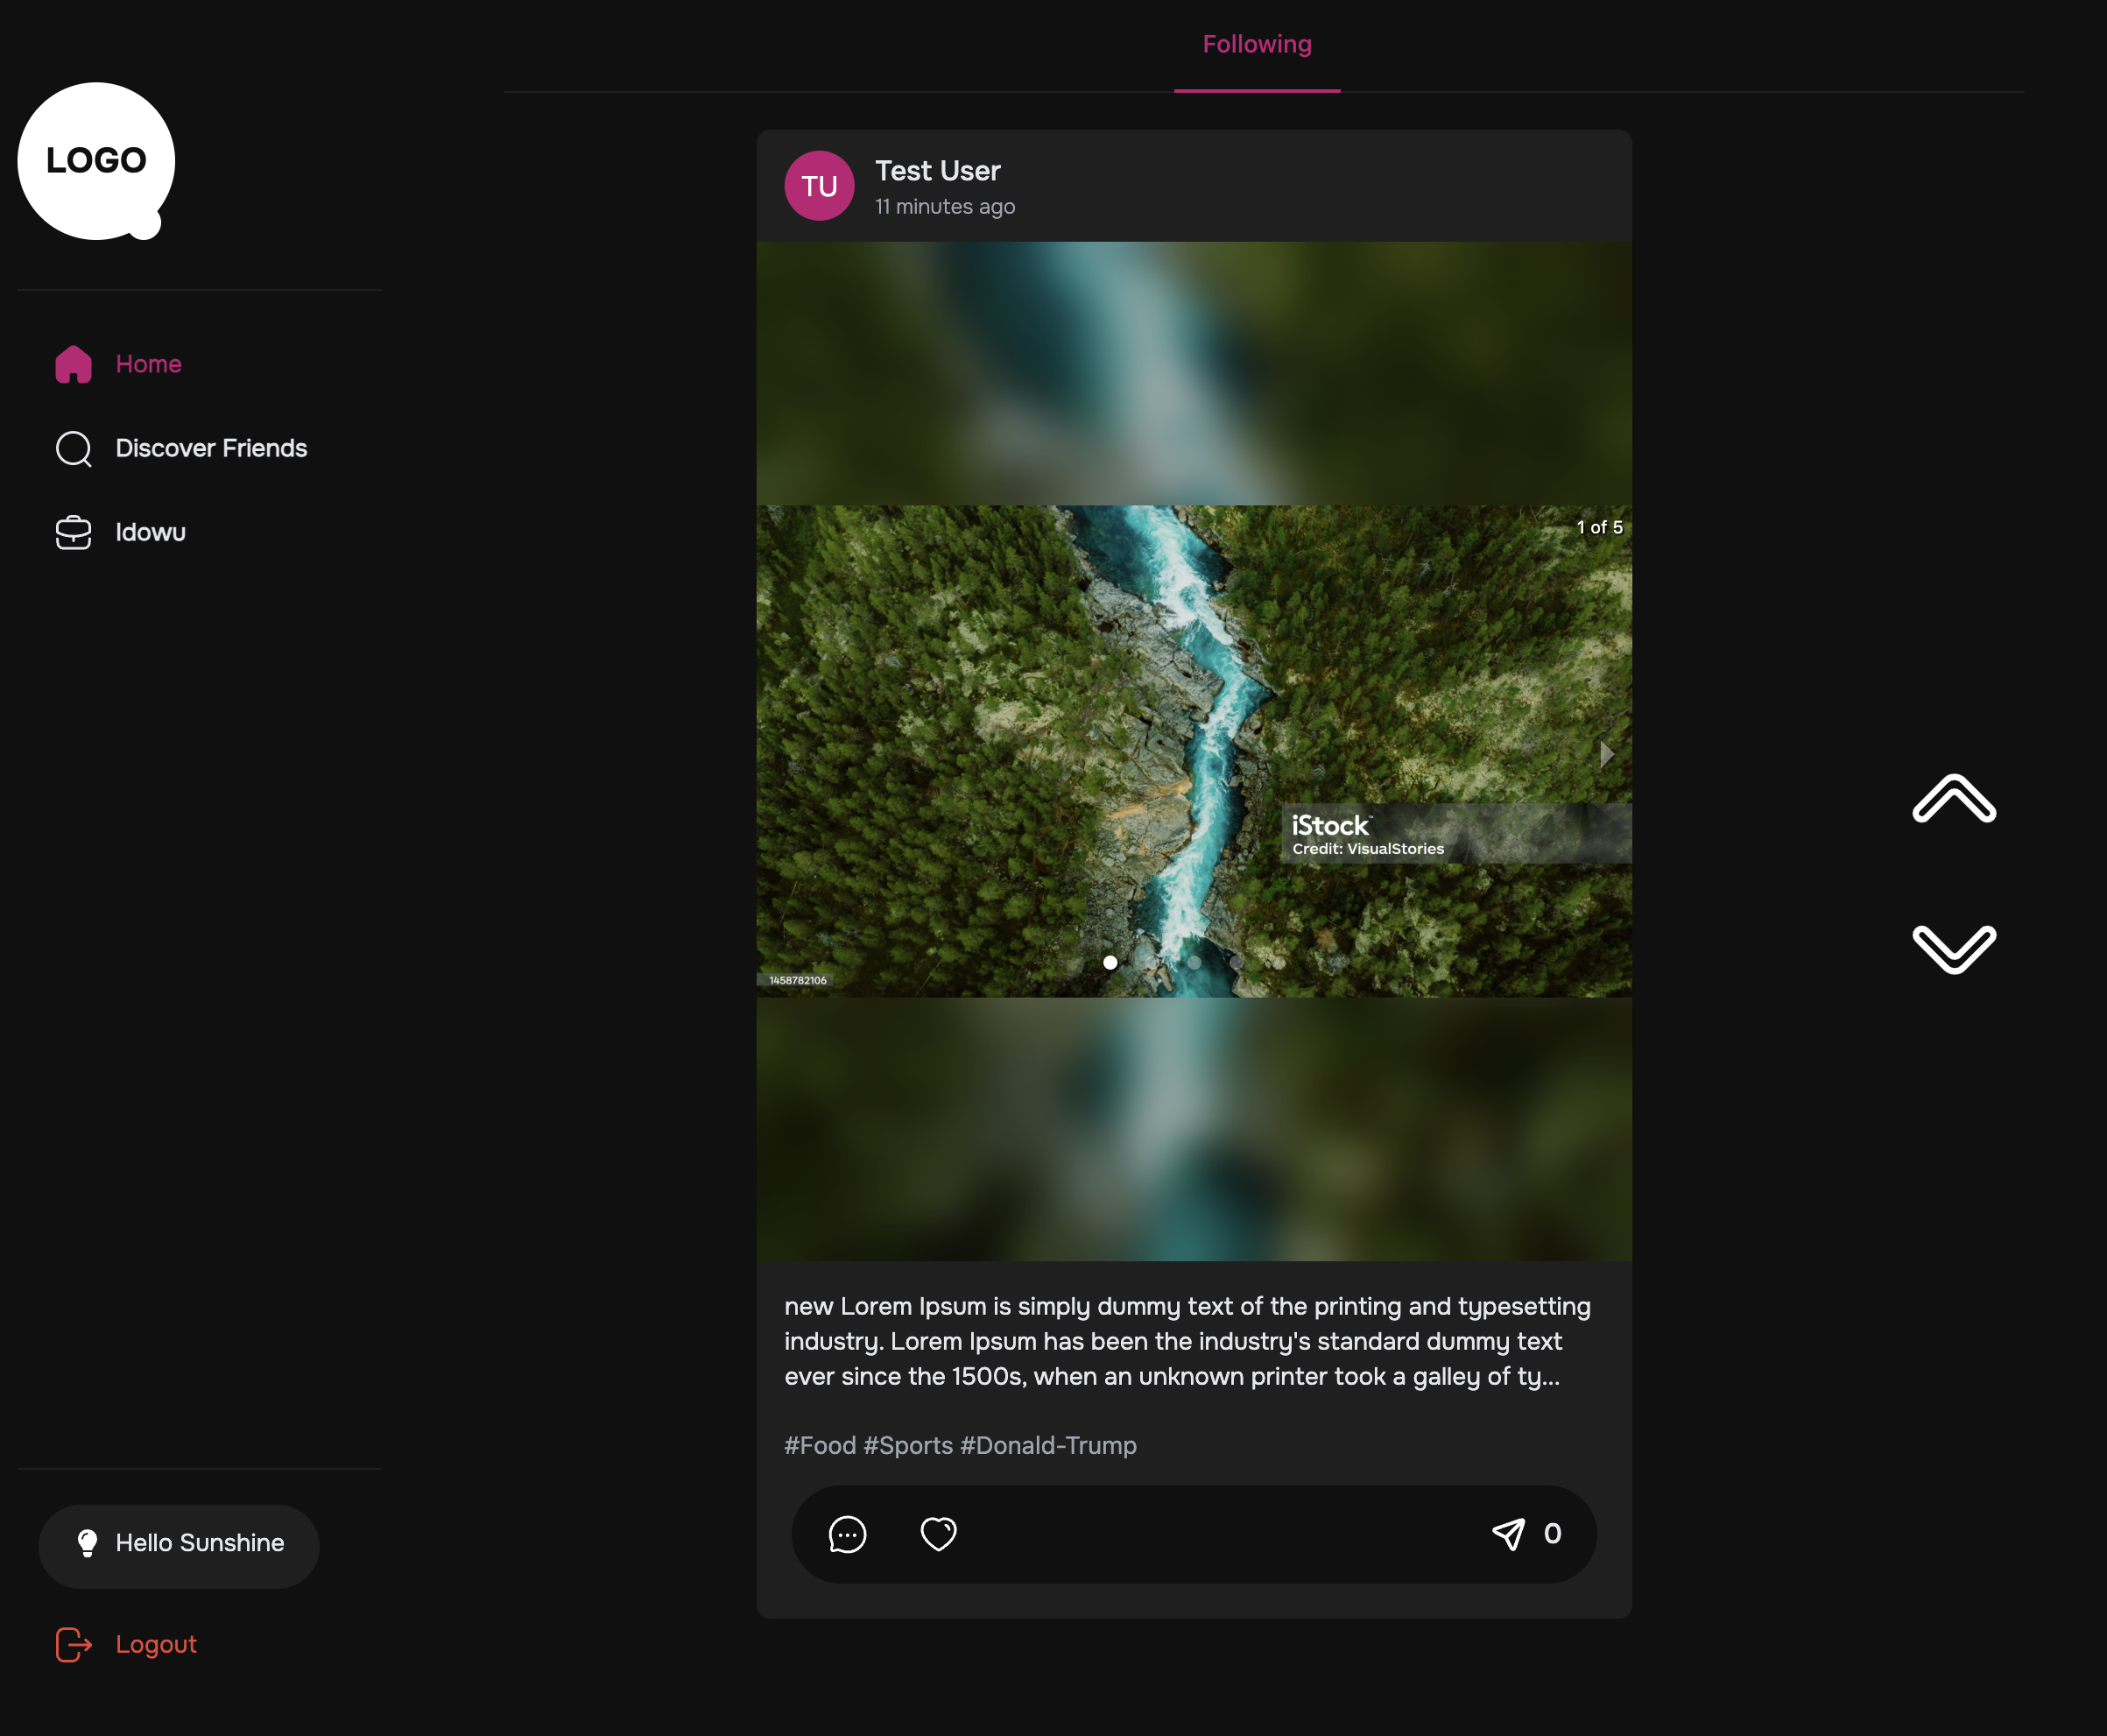 Following
LOGO
Home
Discover Friends
Idowu
TU
Test User
11 minutes ago
1 of 5
iStock™
Credit: VisualStories
1458782106
new Lorem Ipsum is simply dummy text of the printing and typesetting
industry. Lorem Ipsum has been the industry's standard dummy text
ever since the 1500s, when an unknown printer took a galley of ty...
#Food #Sports #Donald-Trump
0
Hello Sunshine
Logout